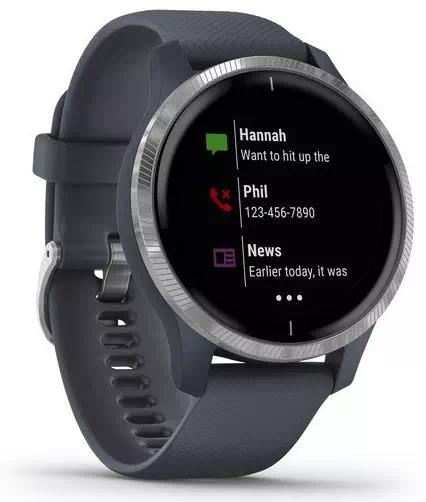 Hannah
Want to hit up the
Phil
123-456-7890
News
Earlier today, it was